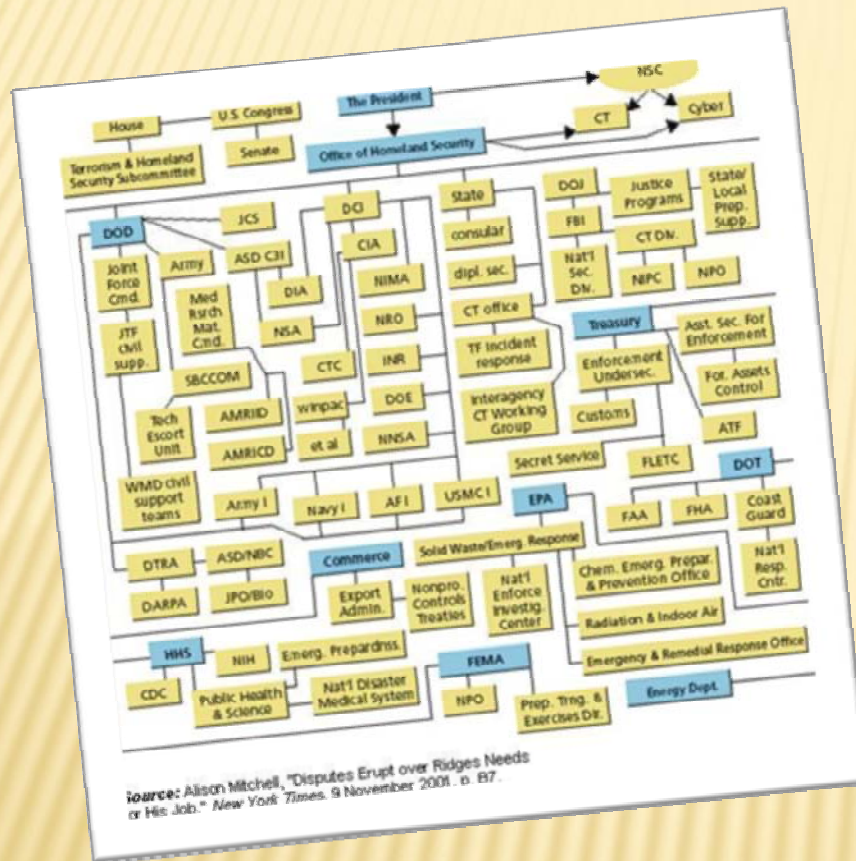 NSC
The President
U.S. Congress
House
CT
Cyber
Office of Homeland Security
Senate
Terrorism & Homeland
Security Subcommittee
DOD
JCS
DCI
State
DOJ
Justice
Programs
State/
Local
Prep.
Supp.
FBI
CT Div.
Nat'l
Sec.
Div.
NIPC
NPO
Joint
Force
Cmd.
Army
ASD C3I
CIA
consular
dipl. sec.
DIA
NIMA
Med
Rsrch
Mat.
Cmd.
NSA
NRO
CT office
JTF
civil
supp.
CTC
INR
TF Incident
response
Treasury
Asst. Sec. For
Enforcement
Enforcement
Undersec.
For. Assets
Control
SBCCOM
AMRIID
winpac
DOE
Interagency
CT Working
Group
Customs
ATF
Tech
Escort
Unit
AMRICD
et al
NNSA
Secret Service
FLETC
DOT
WMD civil
support
teams
Army I
Navy I
AF I
USMC I
EPA
FAA
FHA
Coast
Guard
Nat'l
Resp.
Cntr.
DTRA
ASD/NBC
Commerce
Solid Waste/Emerg. Response
Chem. Emerg. Prepar.
& Prevention Office
DARPA
JPO/Bio
Export
Admin.
Nonpro.
Controls
Treaties
Nat'l
Enforce
Investig.
Center
Radiation & Indoor Air
Emergency & Remedial Response Office
HHS
NIH
Emerg. Prepardnss.
FEMA
CDC
Public Health
& Science
Nat'l Disaster
Medical System
NPO
Prep. Trng. &
Exercises Dir.
Energy Dept.
Source: Alison Mitchell, "Disputes Erupt over Ridges Needs
or His Job." New York Times. 9 November 2001. p. B7.